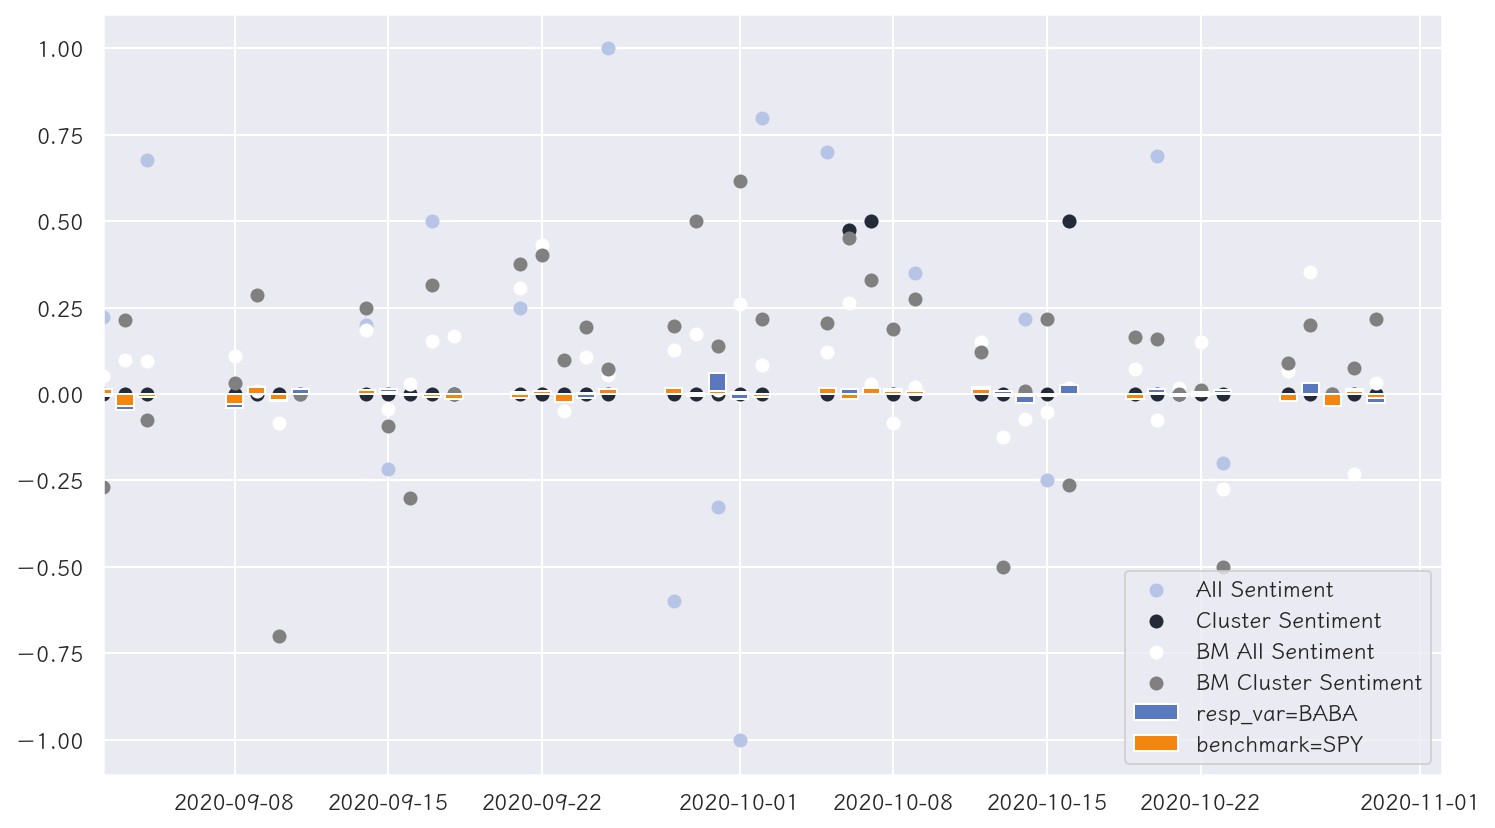 1.00
0.75
0.50
0.25
0.00
−0.25
−0.50
−0.75
−1.00
All Sentiment
Cluster Sentiment
BM All Sentiment
BM Cluster Sentiment
resp_var=BABA
benchmark=SPY
2020-09-08 2020-09-15 2020-09-22 2020-10-01 2020-10-08 2020-10-15 2020-10-22 2020-11-01